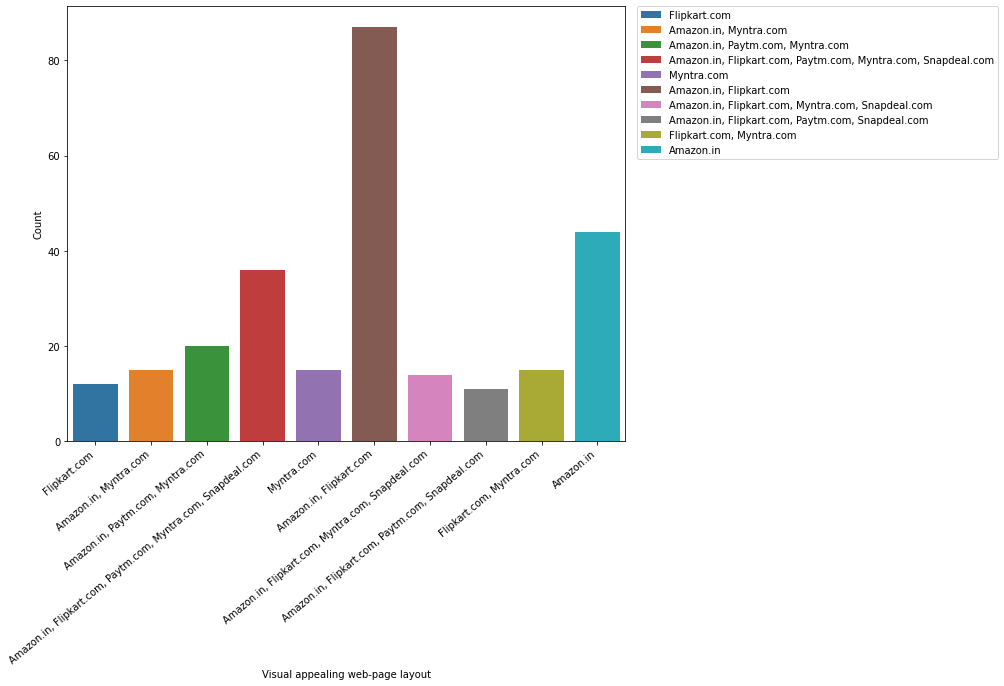 Flipkart.com
Amazon.in, Myntra.com
Amazon.in, Paytm.com, Myntra.com
Amazon.in, Flipkart.com, Paytm.com, Myntra.com, Snapdeal.com
Myntra.com
Amazon.in, Flipkart.com
Amazon.in, Flipkart.com, Myntra.com, Snapdeal.com
Amazon.in, Flipkart.com, Paytm.com, Snapdeal.com
Flipkart.com, Myntra.com
Amazon.in
80
60
40
20
0
Count
Flipkart.com
Amazon.in, Myntra.com
Amazon.in, Paytm.com, Myntra.com
Amazon.in, Flipkart.com, Paytm.com, Myntra.com, Snapdeal.com
Myntra.com
Amazon.in, Flipkart.com
Amazon.in, Flipkart.com, Myntra.com, Snapdeal.com
Amazon.in, Flipkart.com, Paytm.com, Snapdeal.com
Flipkart.com, Myntra.com
Amazon.in
Visual appealing web-page layout